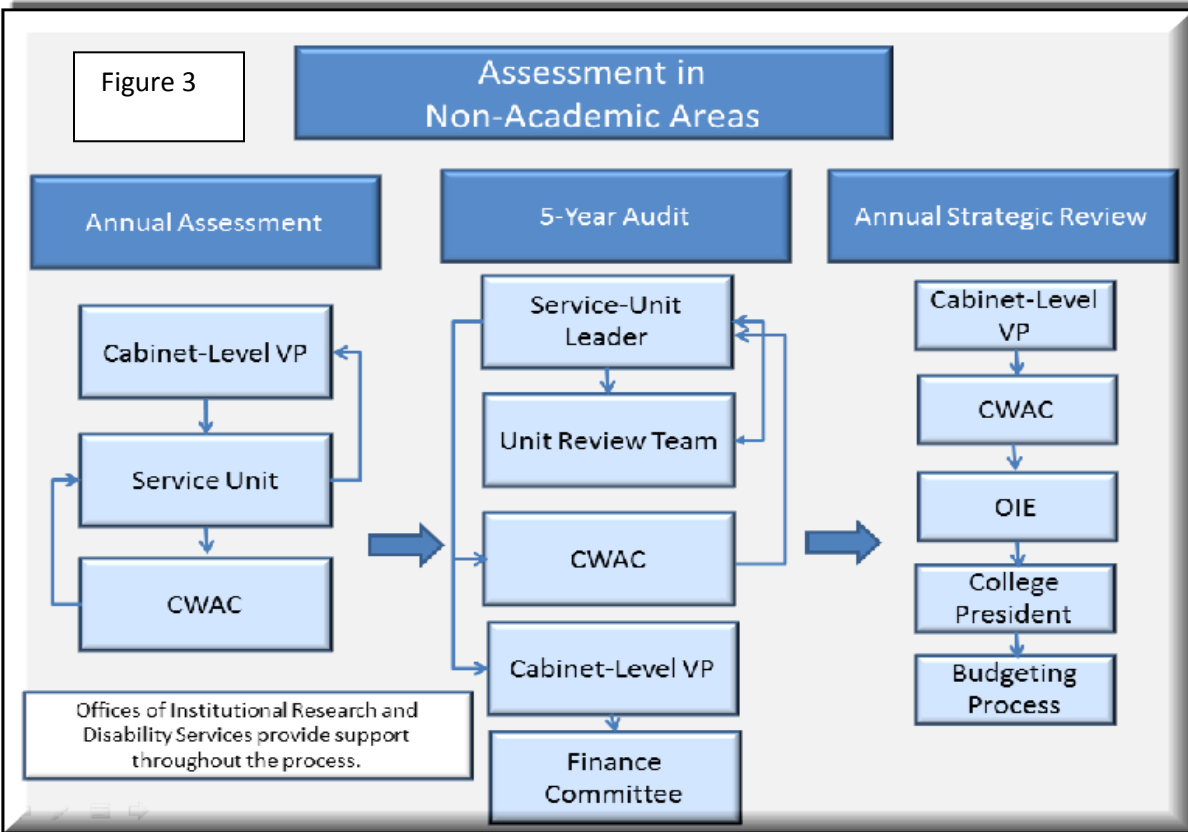 Figure 3
Assessment in
Non-Academic Areas
Annual Assessment
Cabinet-Level VP
Service Unit
CWAC
Offices of Institutional Research and
Disability Services provide support
throughout the process.
5-Year Audit
Service-Unit
Leader
Unit Review Team
CWAC
Cabinet-Level VP
Finance
Committee
Annual Strategic Review
Cabinet-Level
VP
CWAC
OIE
College
President
Budgeting
Process